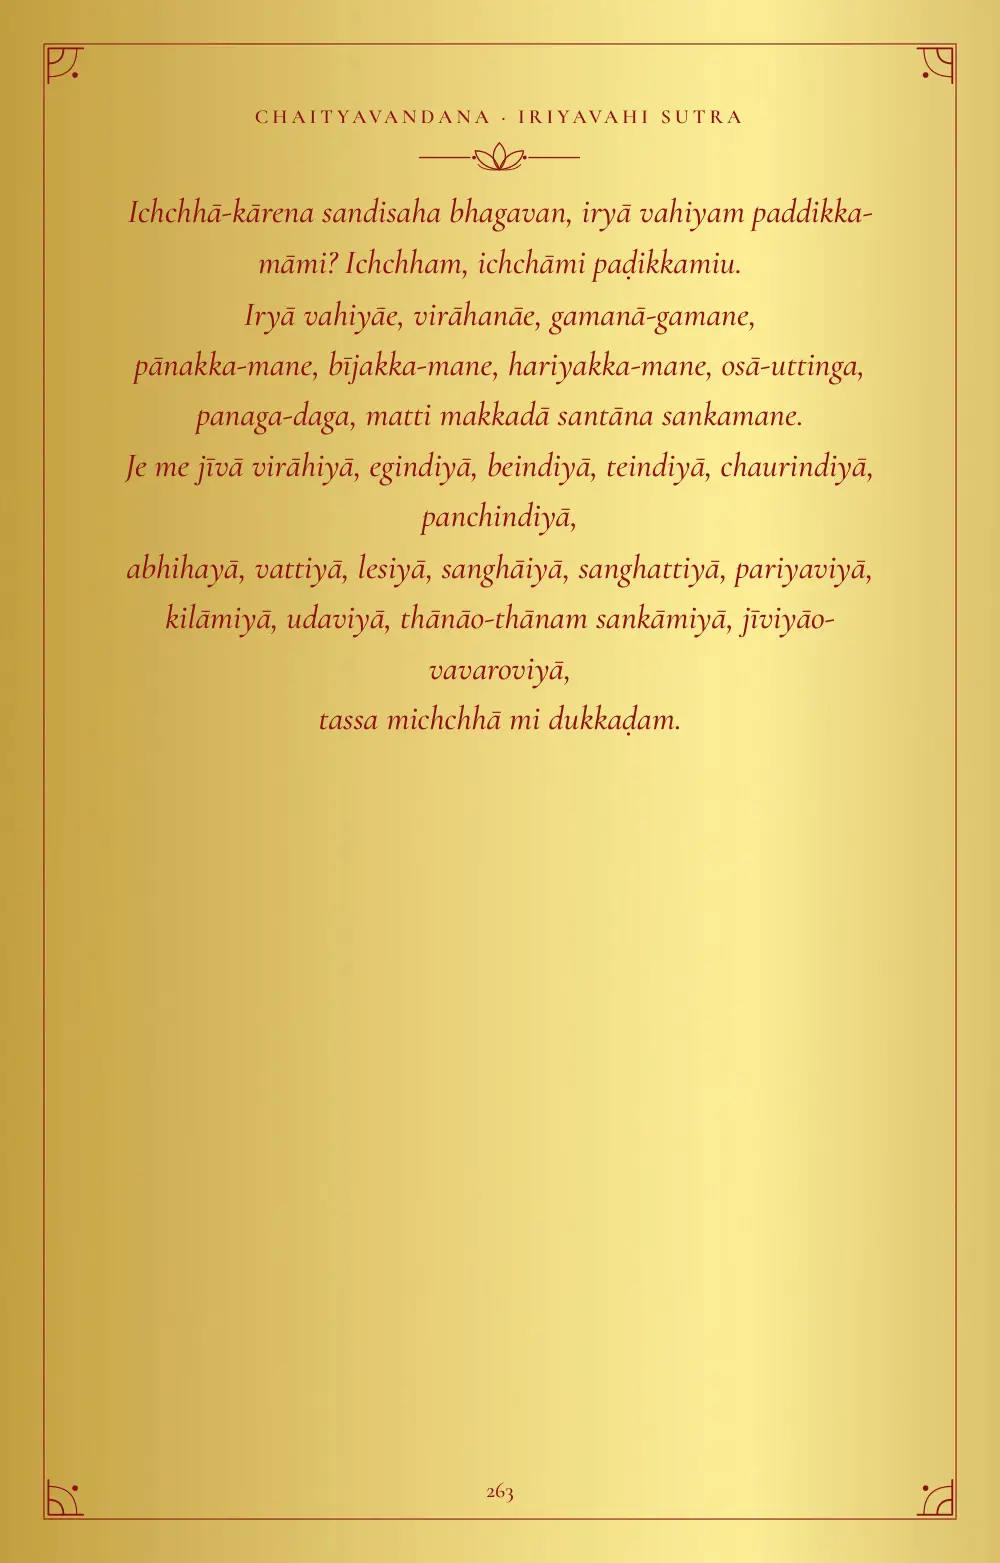 CHAITYAVANDANA · IRIYAVAHI SUTRA
Ichchhā-kārena sandisaha bhagavan, iryā vahiyam paddikka-
māmi? Ichchham, ichchāmi paḍikkamiu.
Iryā vahiyāe, virāhanāe, gamanā-gamane,
pānakka-mane, bījakka-mane, hariyakka-mane, osā-uttinga,
panaga-daga, matti makkadā santāna sankamane.
Je me jīvā virāhiyā, egindiyā, beindiyā, teindiyā, chaurindiyā,
panchindiyā,
abhihayā, vattiyā, lesiyā, sanghāiyā, sanghattiyā, pariyaviyā,
kilāmiyā, udaviyā, thānāo-thānam sankāmiyā, jīviyāo-
vavaroviyā,
tassa michchhā mi dukkaḍam.
263